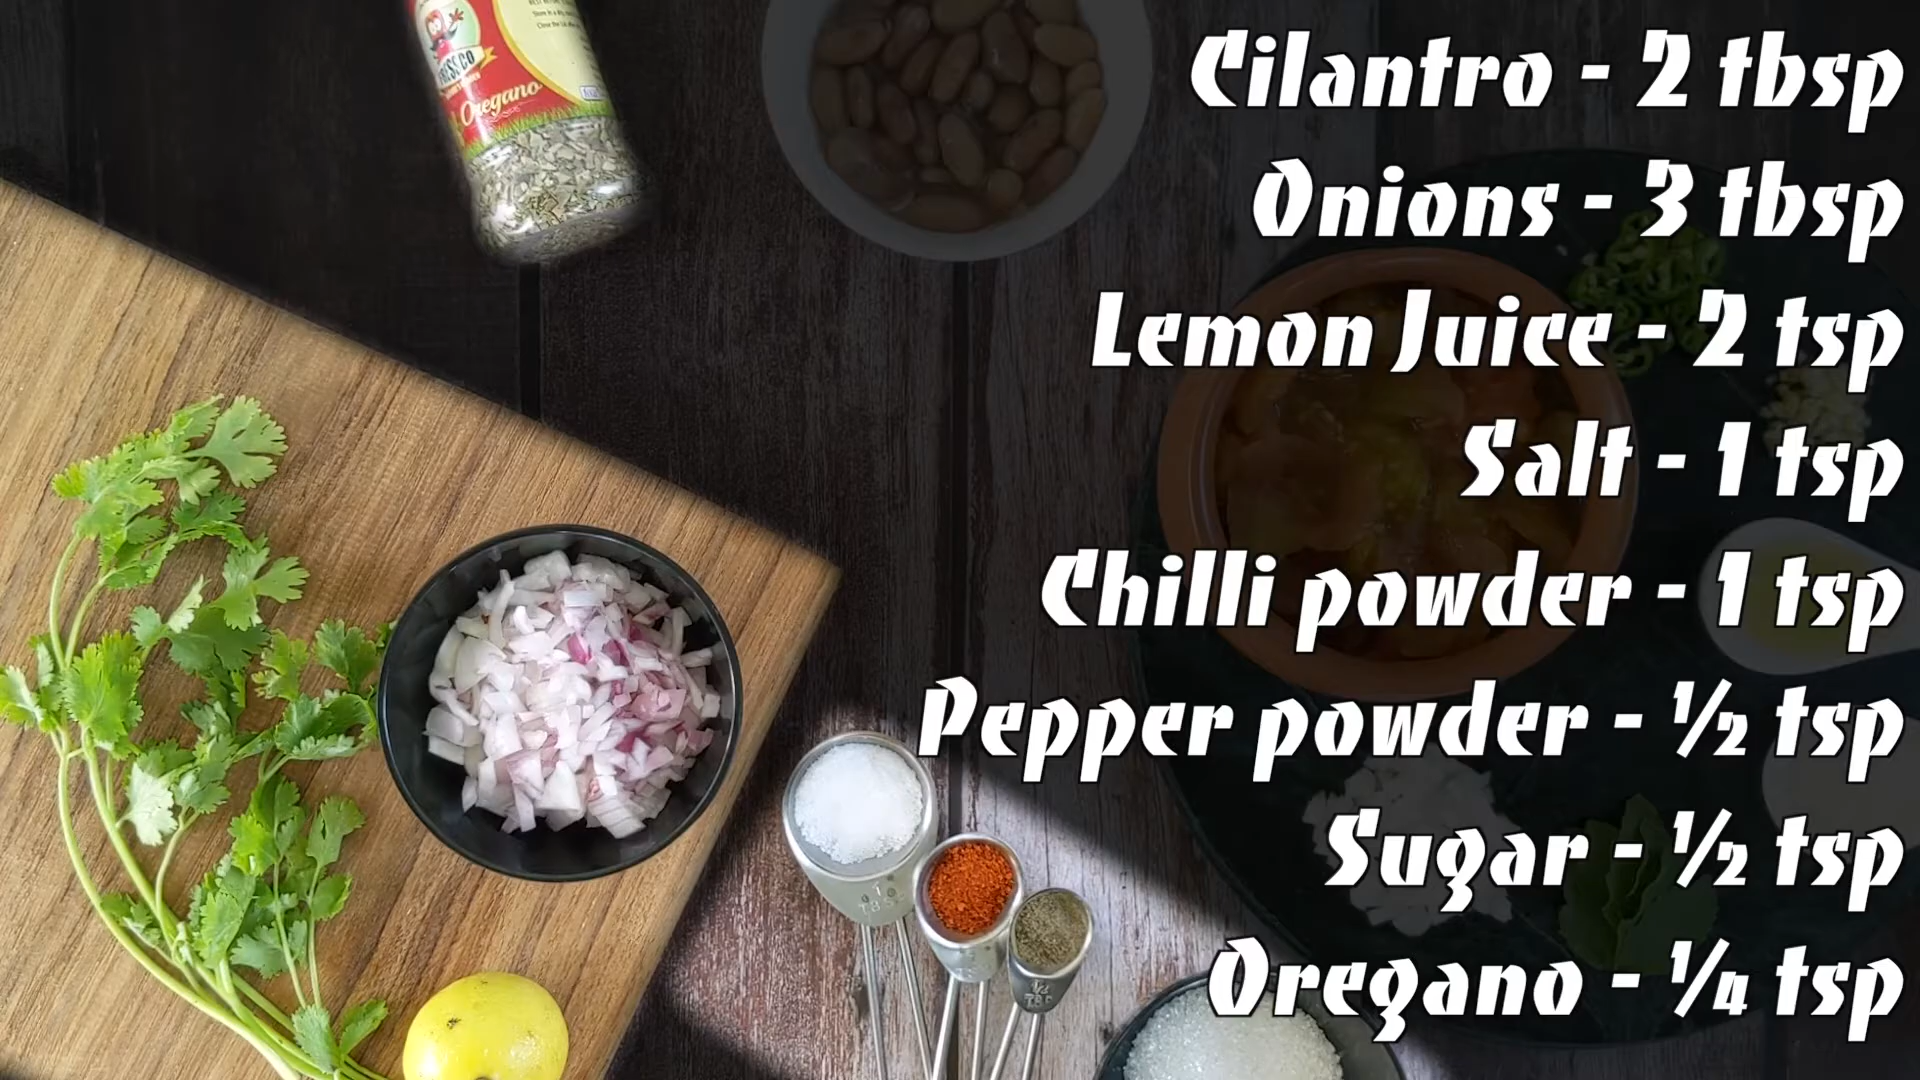 Oregano
Cilantro - 2 tbsp
Onions - 3 tbsp
Lemon Juice - 2 tsp
Salt - 1 tsp
Chilli powder - 1 tsp
Pepper powder - ½ tsp
Sugar - ½ tsp
Oregano - ¼ tsp